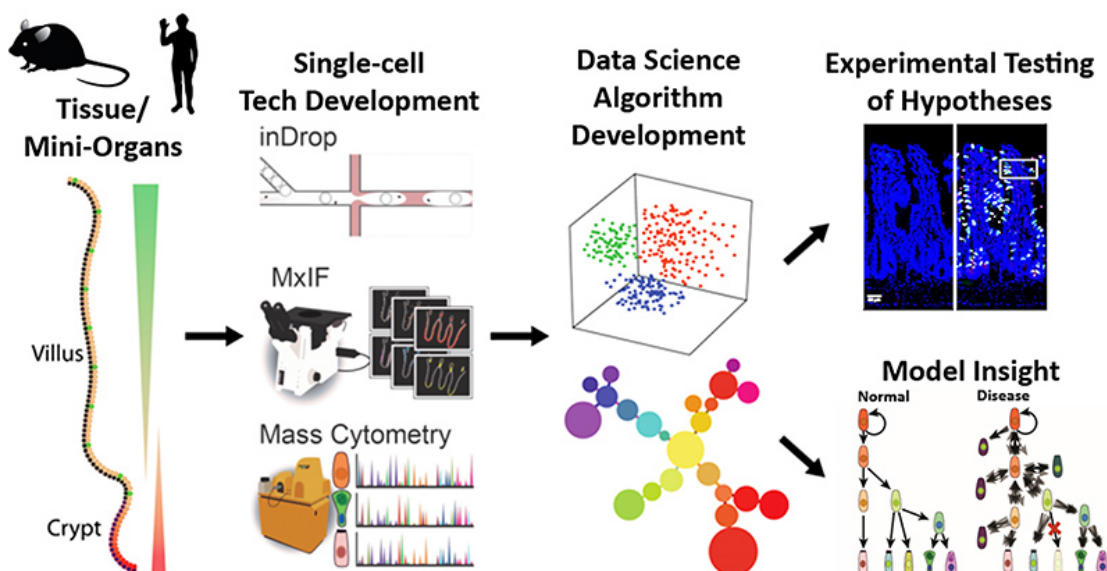 Tissue/
Mini-Organs
Villus
Crypt
Single-cell
Tech Development
inDrop
MxIF
Mass Cytometry
Data Science
Algorithm
Development
Experimental Testing
of Hypotheses
Model Insight
Normal
Disease